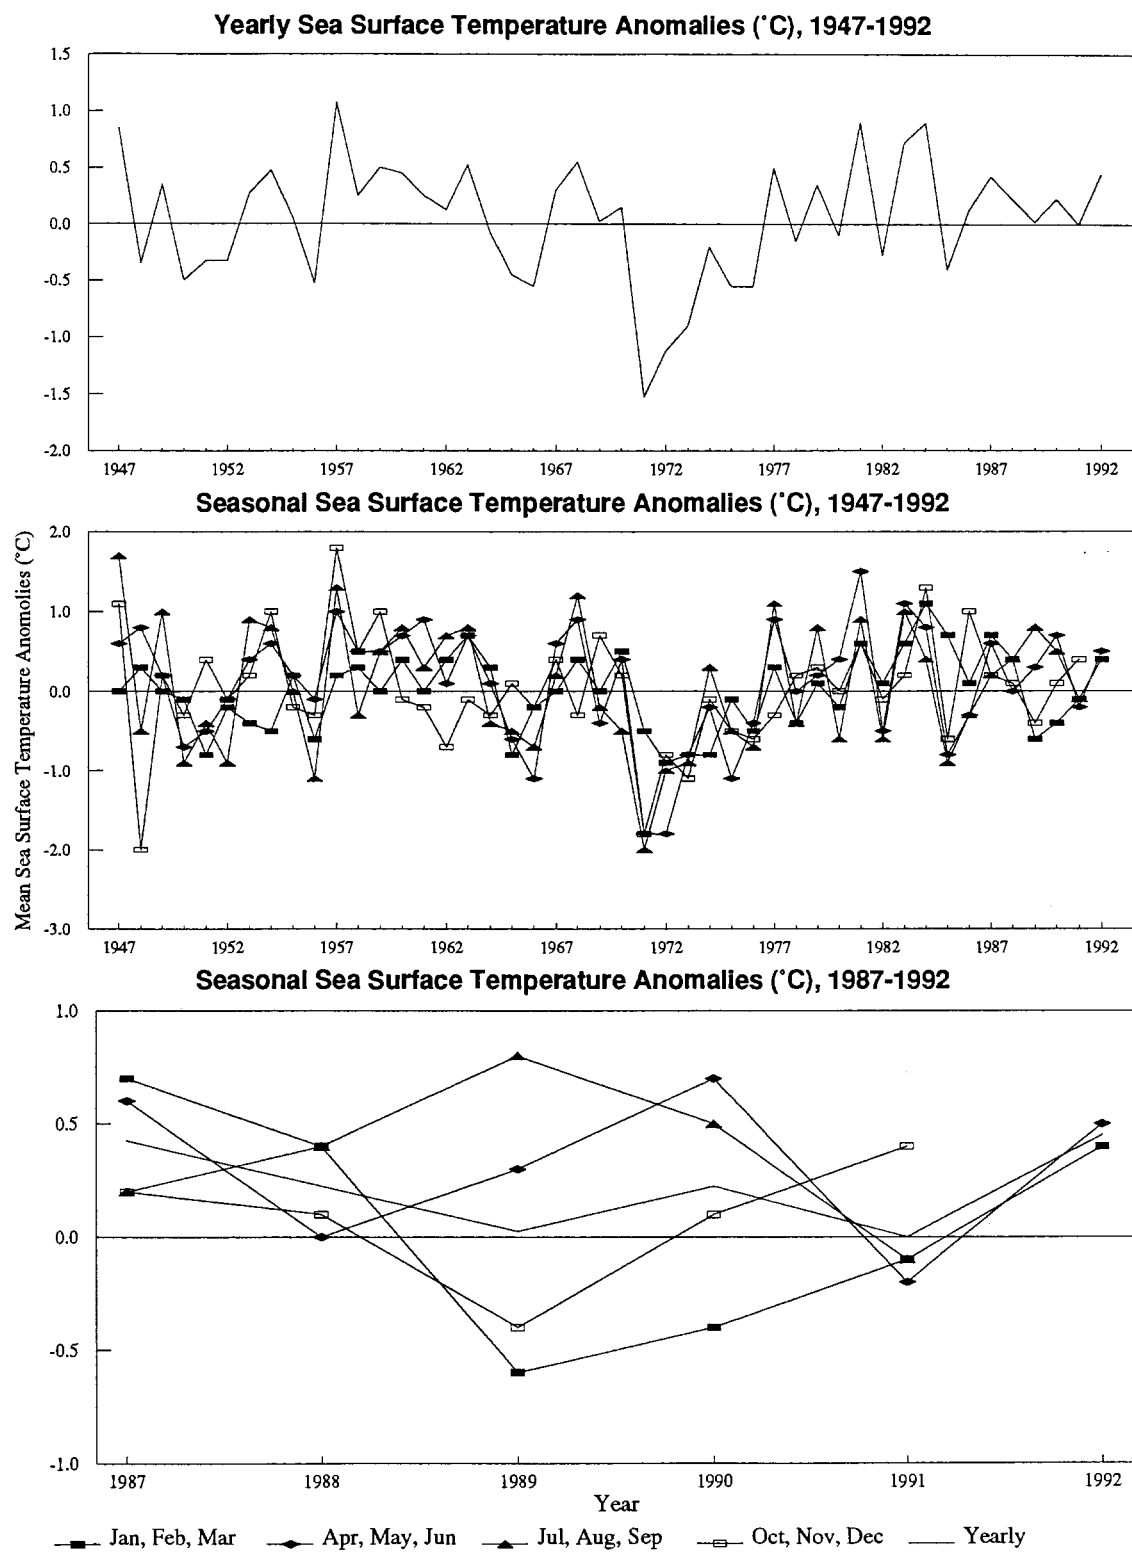 Yearly Sea Surface Temperature Anomalies (°C), 1947-1992
1.5
1.0
0.5
0.0
-0.5
-1.0
-1.5
-2.0
1947 1952 1957 1962 1967 1972 1977 1982 1987 1992
Seasonal Sea Surface Temperature Anomalies (°C), 1947-1992
Mean Sea Surface Temperature Anomolies (°C)
2.0
1.0
0.0
-1.0
-2.0
-3.0
1947 1952 1957 1962 1967 1972 1977 1982 1987 1992
Seasonal Sea Surface Temperature Anomalies (°C), 1987-1992
1.0
0.5
0.0
-0.5
-1.0
1987 1988 1989 1990 1991 1992
Year
Jan, Feb, Mar Apr, May, Jun Jul, Aug, Sep Oct, Nov, Dec Yearly